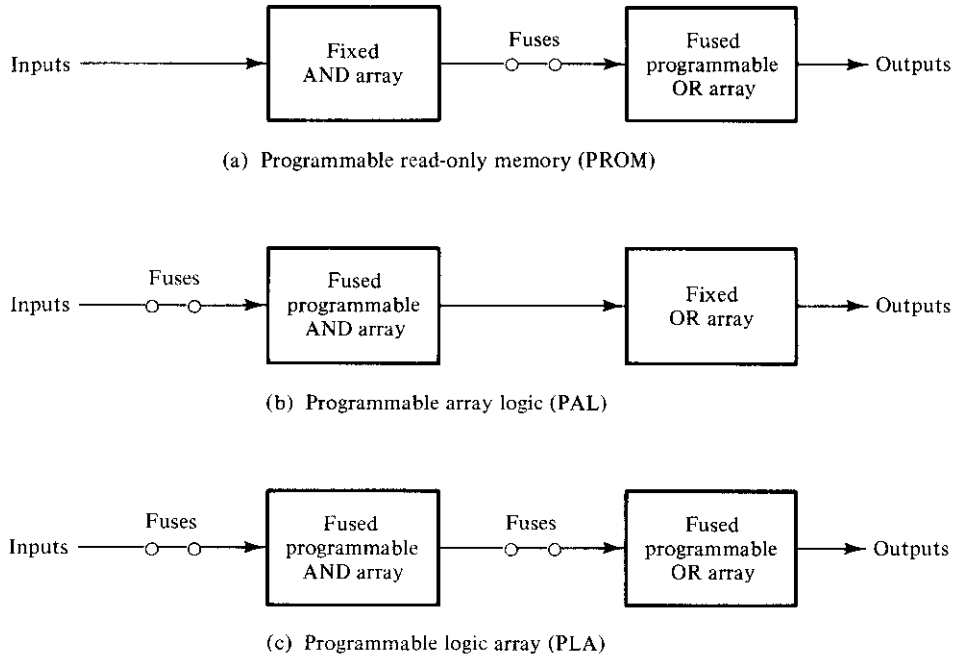 Inputs
Fixed
AND array
Fuses
Fused
programmable
OR array
Outputs
(a) Programmable read-only memory (PROM)
Inputs
Fuses
Fused
programmable
AND array
Fixed
OR array
Outputs
(b) Programmable array logic (PAL)
Inputs
Fuses
Fused
programmable
AND array
Fuses
Fused
programmable
OR array
Outputs
(c) Programmable logic array (PLA)